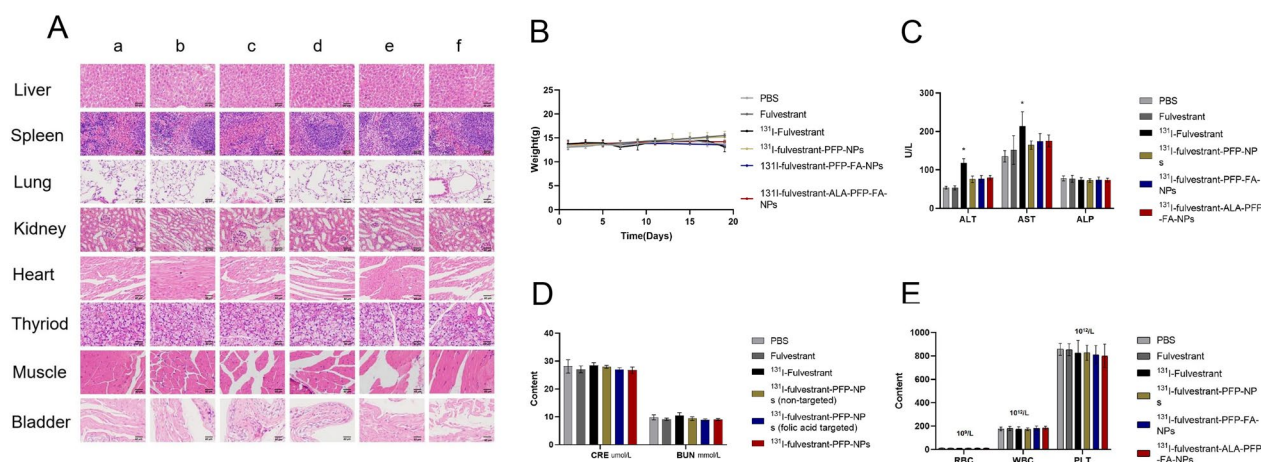 A
a b c d e f
Liver
Spleen
Lung
Kidney
Heart
Thyriod
Muscle
Bladder
B
Weight(g)
25
20
15
10
5
0
0 5 10 15 20
Time(Days)
PBS
Fulvestrant
131I-Fulvestrant
131I-fulvestrant-PFP-NPs
131I-fulvestrant-PFP-FA-NPs
131I-fulvestrant-ALA-PFP-FA-
NPs
C
U/L
300
200
100
0
*
*
ALT AST ALP
PBS
Fulvestrant
131I-Fulvestrant
131I-fulvestrant-PFP-NP
s
131I-fulvestrant-PFP-FA-
NPs
131I-fulvestrant-ALA-PFP
-FA-NPs
D
Content
40
30
20
10
0
CRE umol/L BUN mmol/L
PBS
Fulvestrant
131I-Fulvestrant
131I-fulvestrant-PFP-NP
s (non-targeted)
131I-fulvestrant-PFP-NP
s (folic acid targeted)
131I-fulvestrant-PFP-NPs
E
Content
1000
800
600
400
200
0
10⁹/L
10¹²/L
10¹²/L
RBC WBC PLT
PBS
Fulvestrant
131I-Fulvestrant
131I-fulvestrant-PFP-NP
s
131I-fulvestrant-PFP-FA-
NPs
131I-fulvestrant-ALA-PFP
-FA-NPs